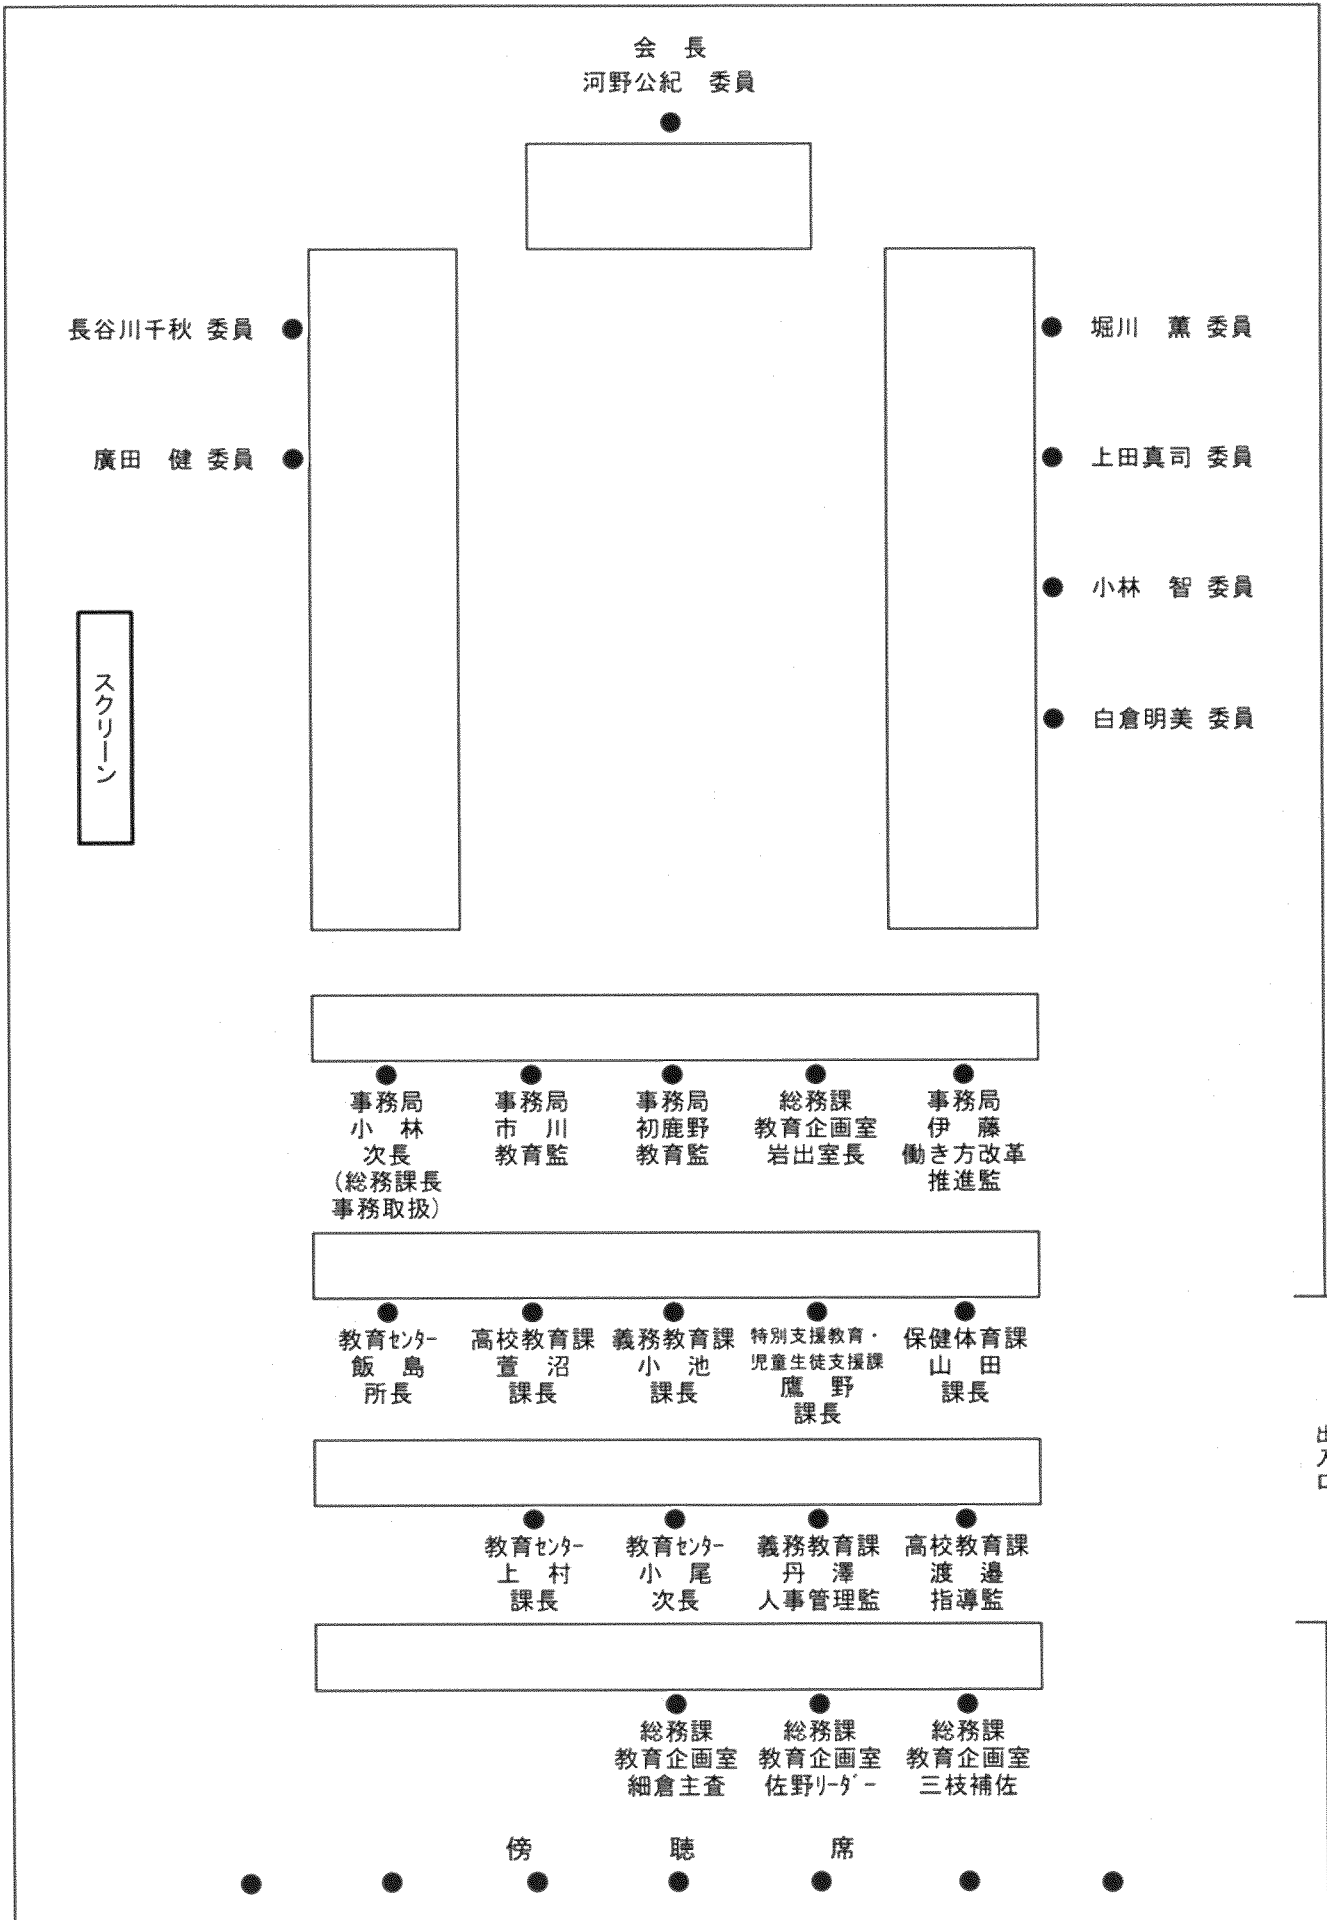 会　長
河野公紀　委員
長谷川千秋 委員
堀川　薫 委員
廣田　健 委員
上田真司 委員
小林　智 委員
スクリーン
白倉明美 委員
事務局
小　林
次長
（総務課長
事務取扱）
事務局
市　川
教育監
事務局
初鹿野
教育監
総務課
教育企画室
岩出室長
事務局
伊　藤
働き方改革
推進監
教育ｾﾝﾀｰ
飯　島
所長
高校教育課
萱　沼
課長
義務教育課
小　池
課長
特別支援教育・
児童生徒支援課
鷹　野
課長
保健体育課
山　田
課長
出入口
教育ｾﾝﾀｰ
上　村
課長
教育ｾﾝﾀｰ
小　尾
次長
義務教育課
丹　澤
人事管理監
高校教育課
渡　邉
指導監
総務課
教育企画室
細倉主査
総務課
教育企画室
佐野ﾘｰﾀﾞｰ
総務課
教育企画室
三枝補佐
傍　聴　席